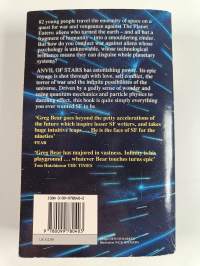 82 young people travel the enormity of space on a
quest for war and vengeance against The Planet
Eaters: aliens who turned the earth – and all but a
fragment of humanity – into a smouldering cinder.
But how do you conduct war against aliens whose
psychology is unknowable, whose technological
brilliance means they can disguise whole planetary
systems?
ANVIL OF STARS has astonishing power. Its epic
voyage is shot through with love, self conflict, the
terror of war and the infinite possibilities of the
universe. Driven by a godly sense of wonder and
using quantum mechanics and particle physics to
dazzling effect, this book is quite simply everything
you ever wanted SF to be.
'Greg Bear goes beyond the petty accelerations of
the future which inspire lesser SF writers, and takes
huge intuitive leaps . . . He is the face of SF for the
nineties'
FEAR
'Greg Bear has majored in vastness. Infinity is his
playground . . . whatever Bear touches turns epic'
Tom Hutchinson THE TIMES